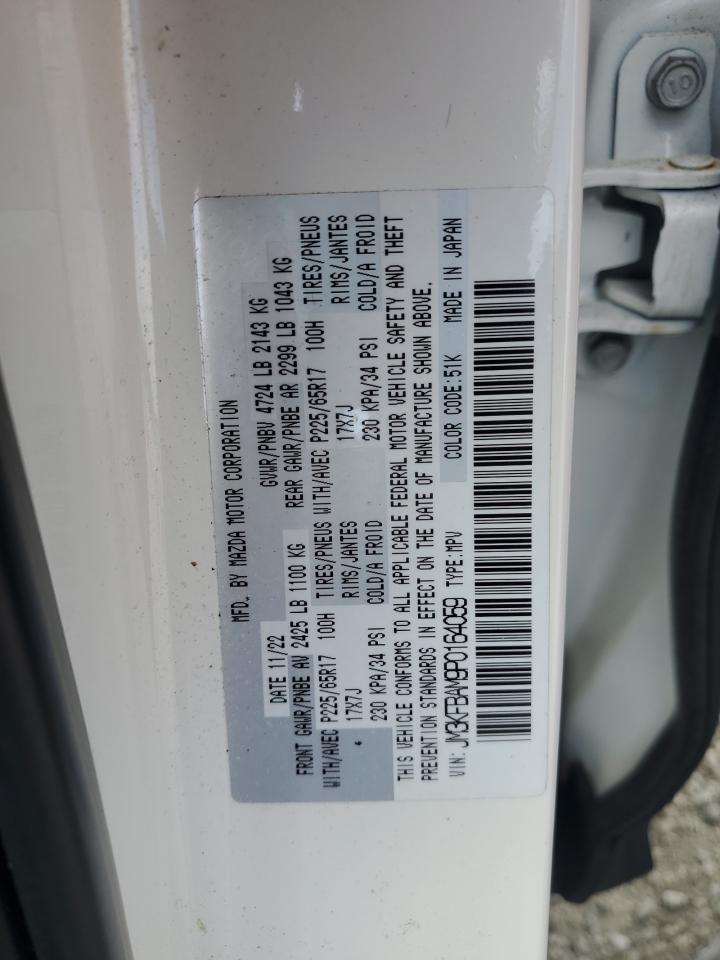 MFD. BY MAZDA MOTOR CORPORATION
DATE 11/22 GVWR/PNBV 4724 LB 2143 KG
FRONT GAWR/PNBE AV 2425 LB 1100 KG REAR GAWR/PNBE AR 2299 LB 1043 KG
WITH/AVEC P225/65R17 100H TIRES/PNEUS WITH/AVEC P225/65R17 100H TIRES/PNEUS
17X7J RIMS/JANTES 17X7J RIMS/JANTES
230 KPA/34 PSI COLD/A FROID 230 KPA/34 PSI COLD/A FROID
THIS VEHICLE CONFORMS TO ALL APPLICABLE FEDERAL MOTOR VEHICLE SAFETY AND THEFT
PREVENTION STANDARDS IN EFFECT ON THE DATE OF MANUFACTURE SHOWN ABOVE.
VIN: JM3KFBAM9P0164059 TYPE:MPV COLOR CODE:51K MADE IN JAPAN
10